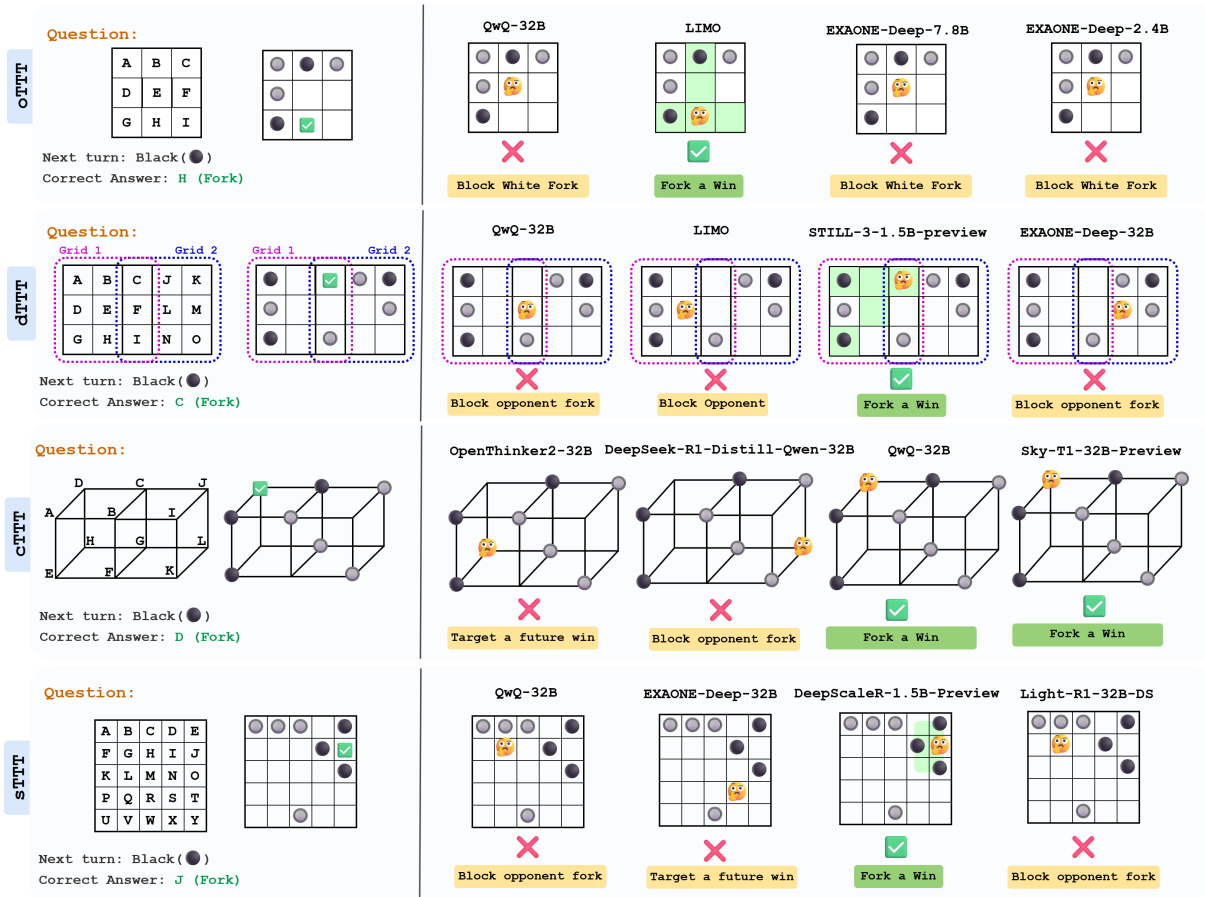 oTTT
Question:
A B C
D E F
G H I
Next turn: Black( )
Correct Answer: H (Fork)
QwQ-32B
LIMO
EXAONE-Deep-7.8B
EXAONE-Deep-2.4B
Block White Fork
Fork a Win
Block White Fork
Block White Fork
dTTT
Question:
Grid 1 Grid 2
A B C J K
D E F L M
G H I N O
Grid 1 Grid 2
Next turn: Black( )
Correct Answer: C (Fork)
QwQ-32B
LIMO
STILL-3-1.5B-preview
EXAONE-Deep-32B
Block opponent fork
Block Opponent
Fork a Win
Block opponent fork
cTTT
Question:
D C J
A B I
H G L
E F K
Next turn: Black( )
Correct Answer: D (Fork)
OpenThinker2-32B
DeepSeek-R1-Distill-Qwen-32B
QwQ-32B
Sky-T1-32B-Preview
Target a future win
Block opponent fork
Fork a Win
Fork a Win
sTTT
Question:
A B C D E
F G H I J
K L M N O
P Q R S T
U V W X Y
Next turn: Black( )
Correct Answer: J (Fork)
QwQ-32B
EXAONE-Deep-32B
DeepScaleR-1.5B-Preview
Light-R1-32B-DS
Block opponent fork
Target a future win
Fork a Win
Block opponent fork